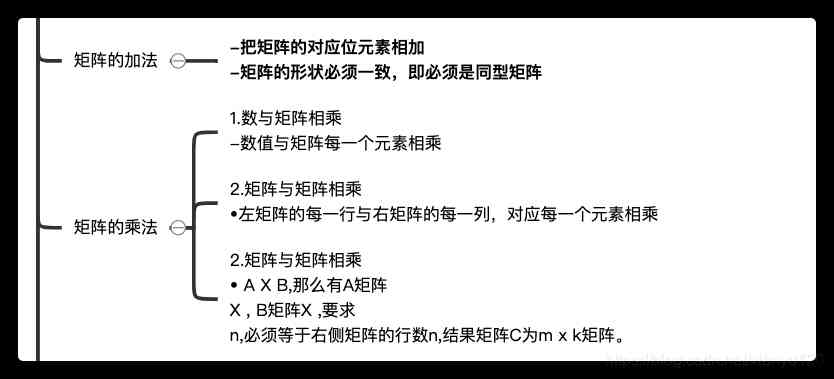 矩阵的加法
-把矩阵的对应位元素相加
-矩阵的形状必须一致，即必须是同型矩阵
矩阵的乘法
1.数与矩阵相乘
-数值与矩阵每一个元素相乘
2.矩阵与矩阵相乘
•左矩阵的每一行与右矩阵的每一列，对应每一个元素相乘
2.矩阵与矩阵相乘
• A X B,那么有A矩阵
X , B矩阵X ,要求
n,必须等于右侧矩阵的行数n,结果矩阵C为m x k矩阵。